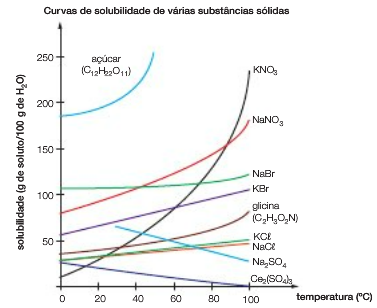 Curvas de solubilidade de várias substâncias sólidas
solubilidade (g de soluto/100 g de H₂O)
250
200
150
100
50
0
20
40
60
80
100
temperatura (ºC)
açúcar
(C₁₂H₂₂O₁₁)
KNO₃
NaNO₃
NaBr
KBr
glicina
(C₂H₃O₂N)
KCℓ
NaCℓ
Na₂SO₄
Ce₂(SO₄)₃